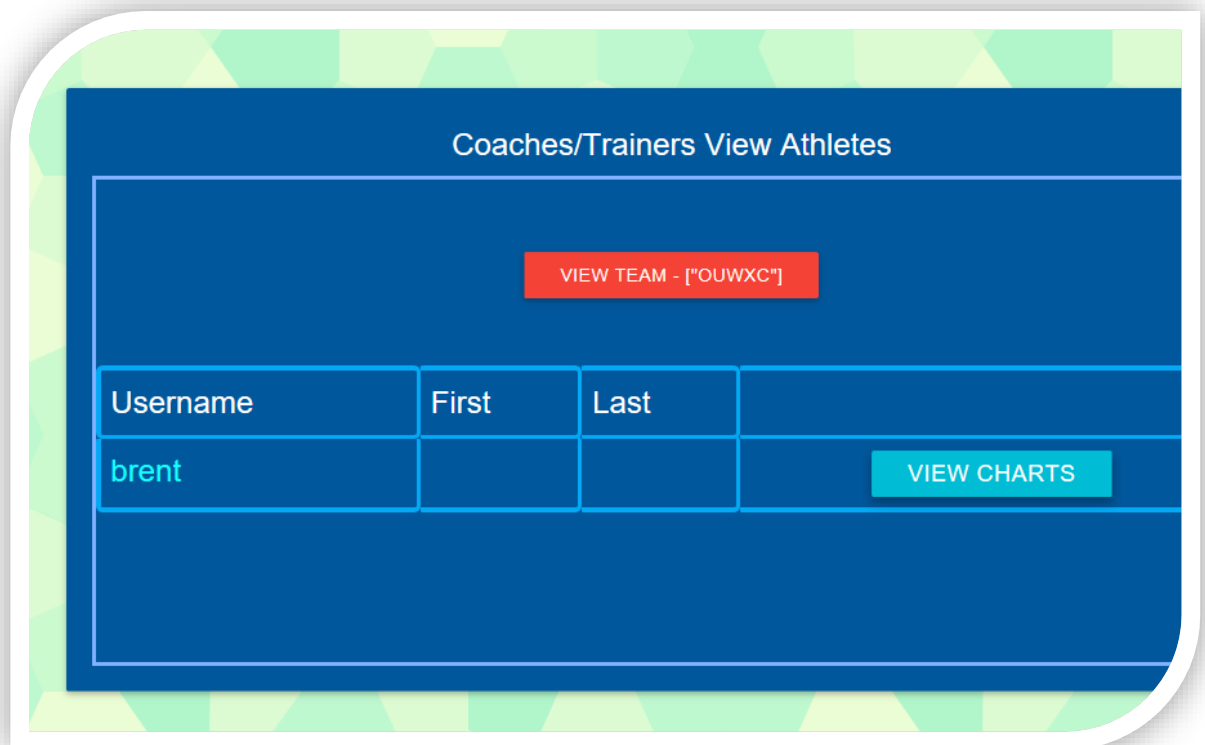 Coaches/Trainers View Athletes
VIEW TEAM - ["OUWXC"]
Username First Last
brent VIEW CHARTS